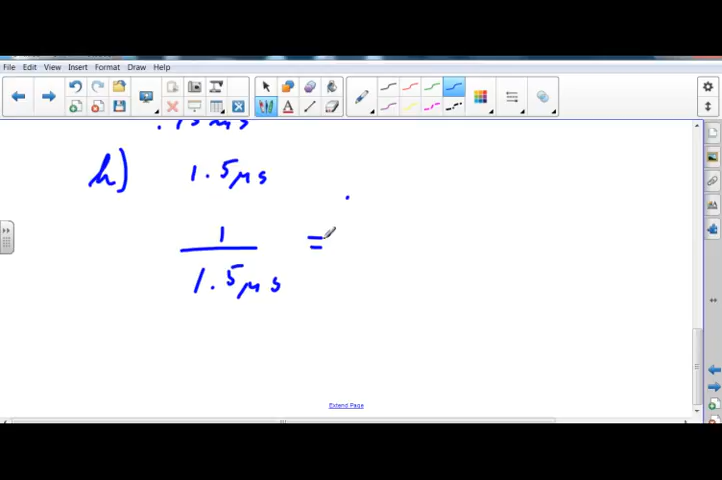 File Edit View Insert Format Draw Help
h) 1.5μs
1
1.5μs
=
Extend Page